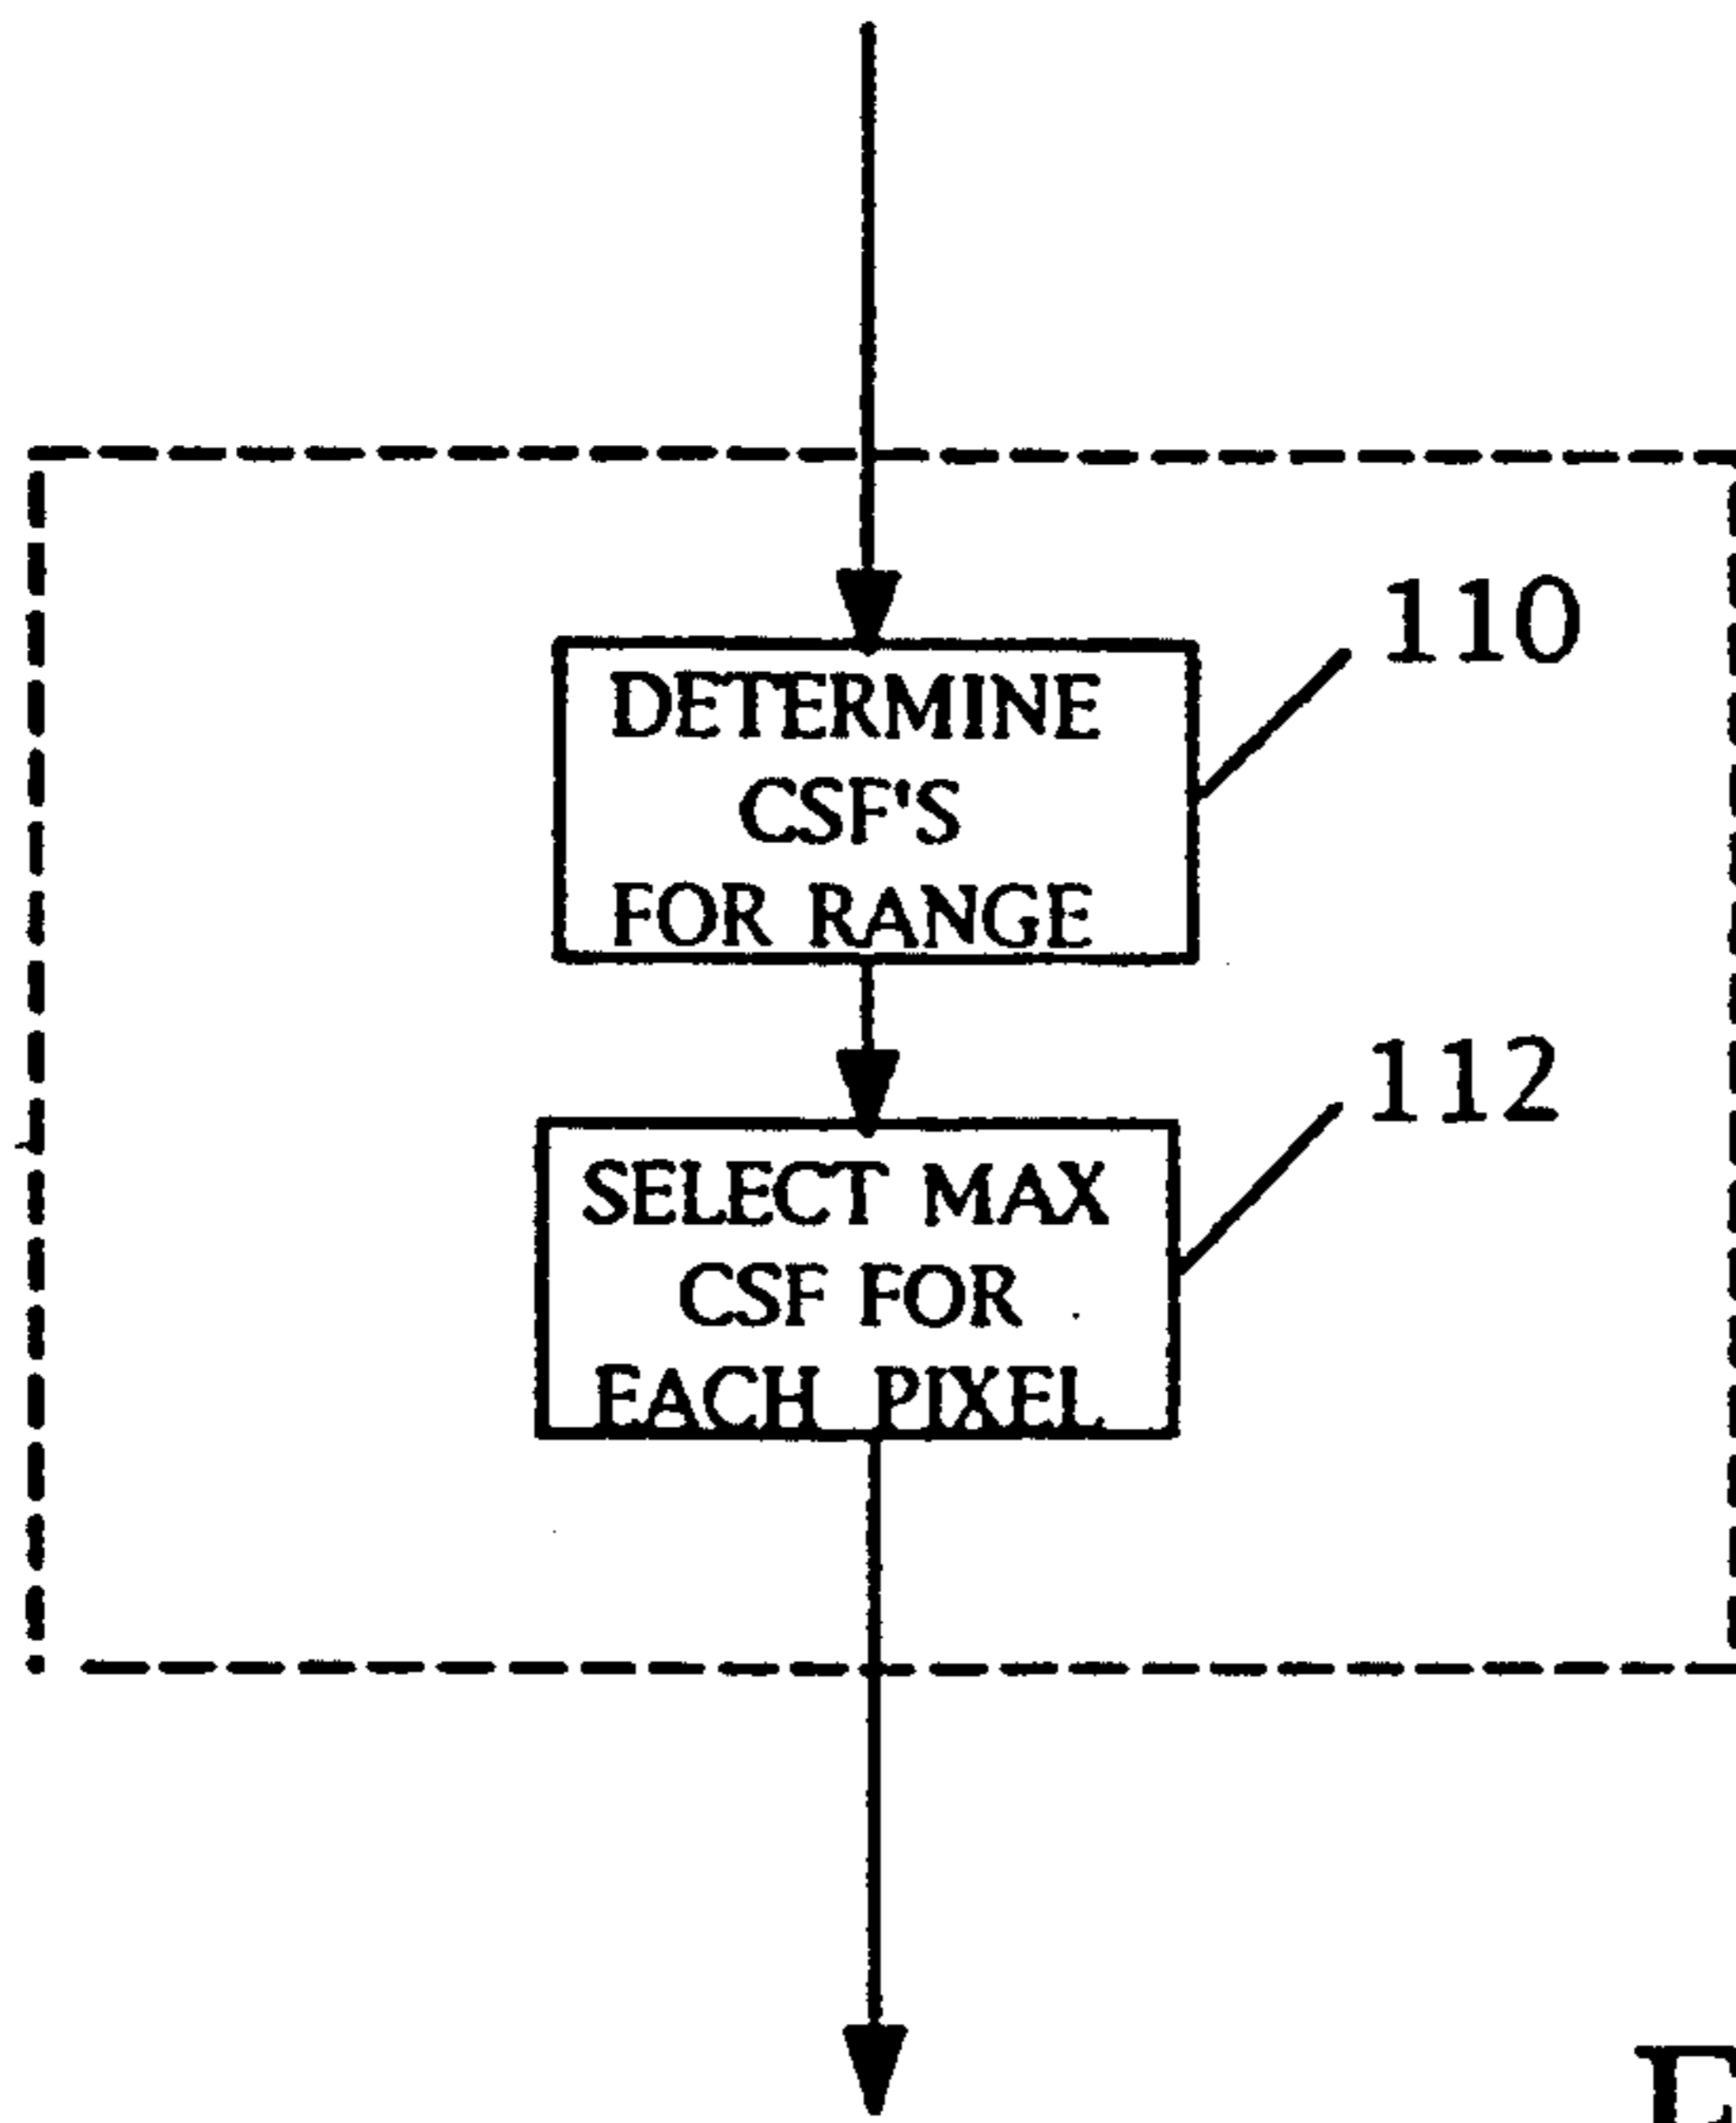 110
DETERMINE
CSF'S
FOR RANGE
112
SELECT MAX
CSF FOR
EACH PIXEL